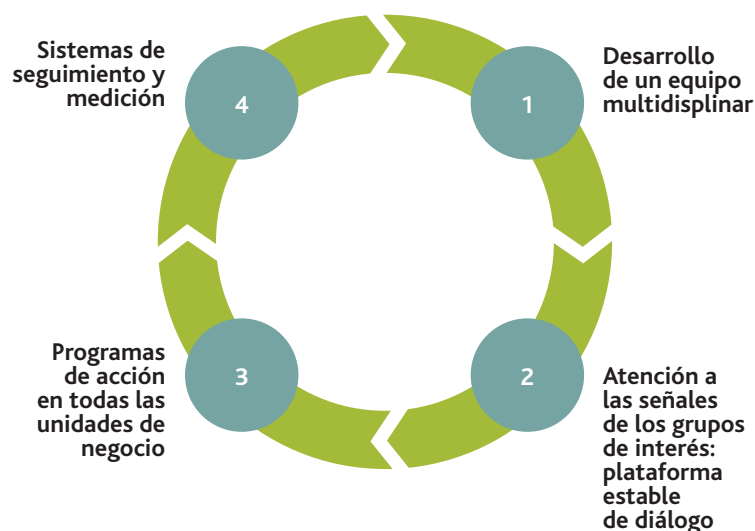 Sistemas de
seguimiento y
medición
4
1
Desarrollo
de un equipo
multidisplinar
Programas
de acción
en todas las
unidades de
negocio
3
2
Atención a
las señales
de los grupos
de interés:
plataforma
estable
de diálogo